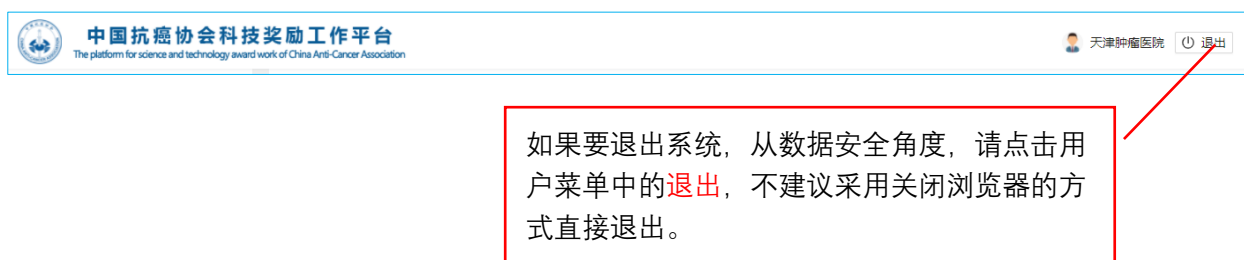 中国抗癌协会科技奖励工作平台
The platform for science and technology award work of China Anti-Cancer Association
天津肿瘤医院 退出
如果要退出系统，从数据安全角度，请点击用
户菜单中的退出，不建议采用关闭浏览器的方
式直接退出。